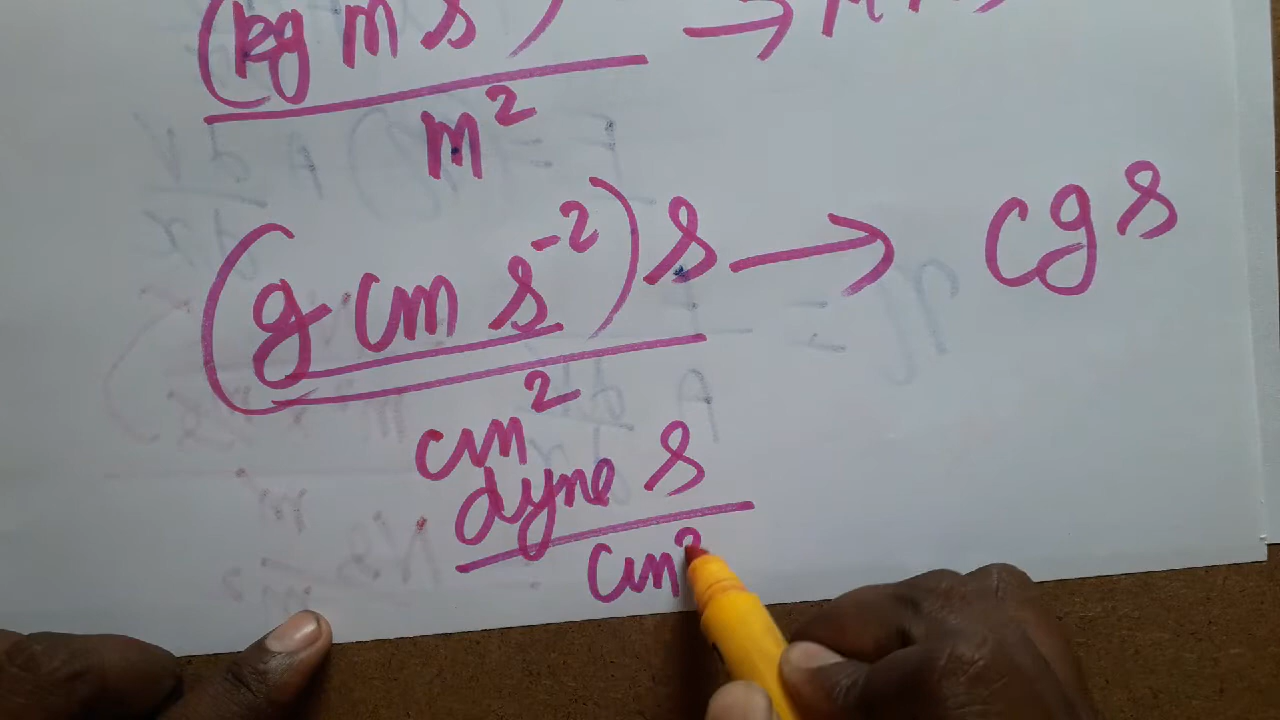 (kg m s) →
m²
(g cm s⁻²) s → cgs
cm²
dyne s
cm²